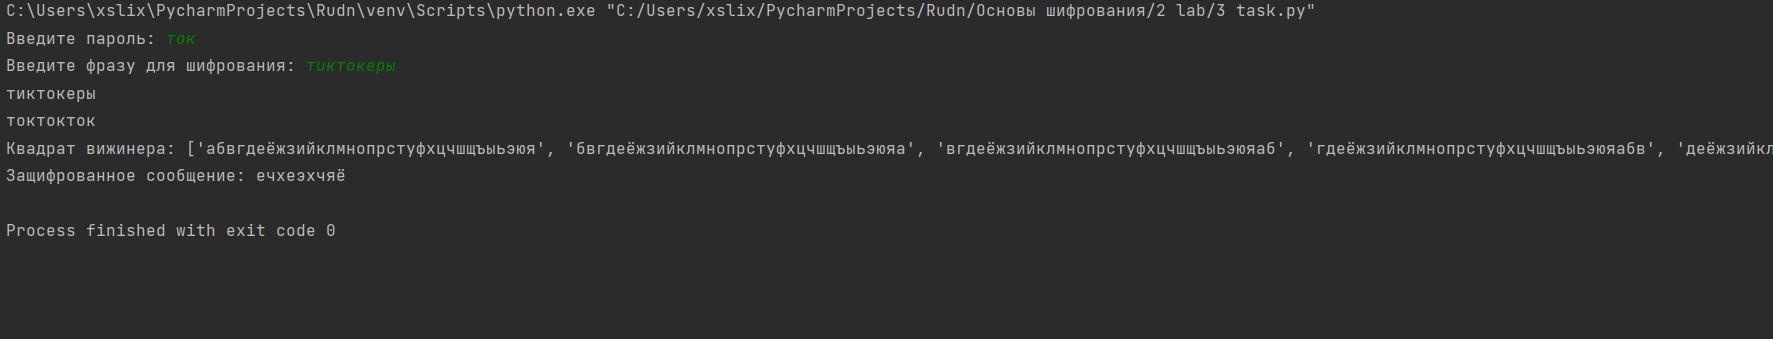 C:\Users\xslix\PycharmProjects\Rudn\venv\Scripts\python.exe "C:/Users/xslix/PycharmProjects/Rudn/Основы шифрования/2 lab/3 task.py"
Введите пароль: ток
Введите фразу для шифрования: тиктокеры
тиктокеры
токтокток
Квадрат вижинера: ['абвгдеёжзийклмнопрстуфхцчшщъыьэюя', 'бвгдеёжзийклмнопрстуфхцчшщъыьэюяа', 'вгдеёжзийклмнопрстуфхцчшщъыьэюяаб', 'гдеёжзийклмнопрстуфхцчшщъыьэюяабв', 'деёжзийкл
Защифрованное сообщение: ечхеэхчяё
Process finished with exit code 0